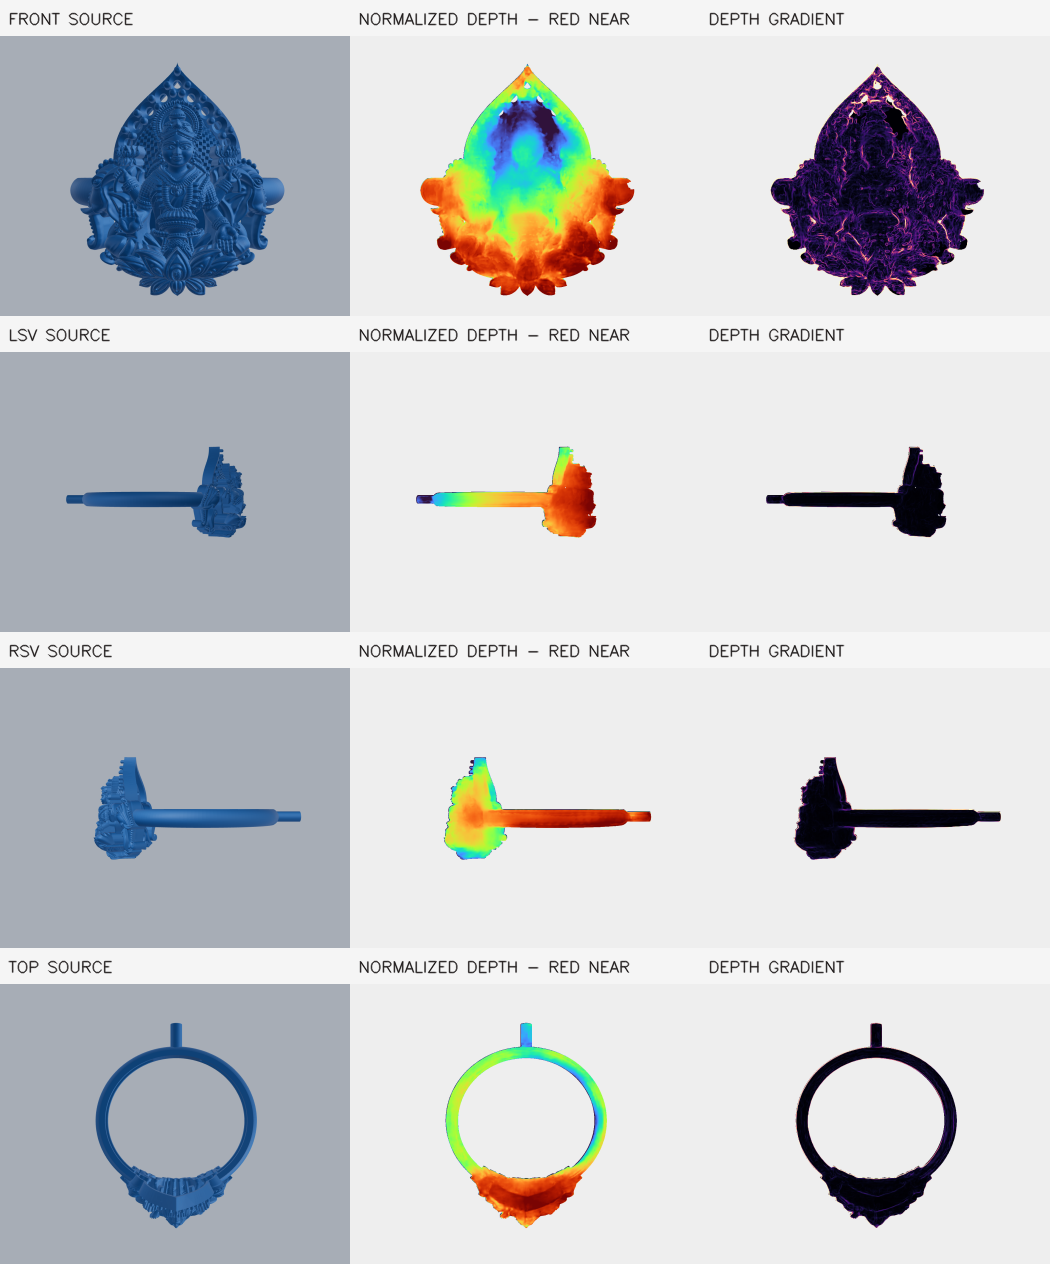 FRONT SOURCE NORMALIZED DEPTH — RED NEAR DEPTH GRADIENT
LSV SOURCE NORMALIZED DEPTH — RED NEAR DEPTH GRADIENT
RSV SOURCE NORMALIZED DEPTH — RED NEAR DEPTH GRADIENT
TOP SOURCE NORMALIZED DEPTH — RED NEAR DEPTH GRADIENT